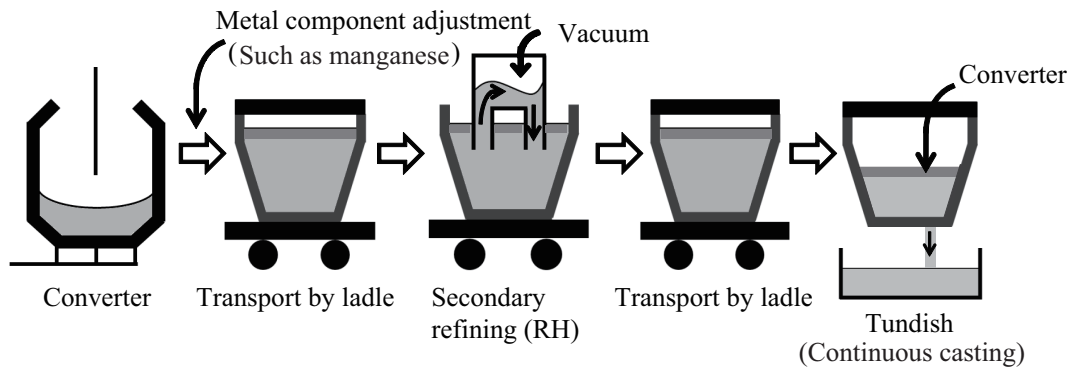 Metal component adjustment
(Such as manganese)
Vacuum
Converter
Converter
Transport by ladle
Secondary
refining (RH)
Transport by ladle
Tundish
(Continuous casting)